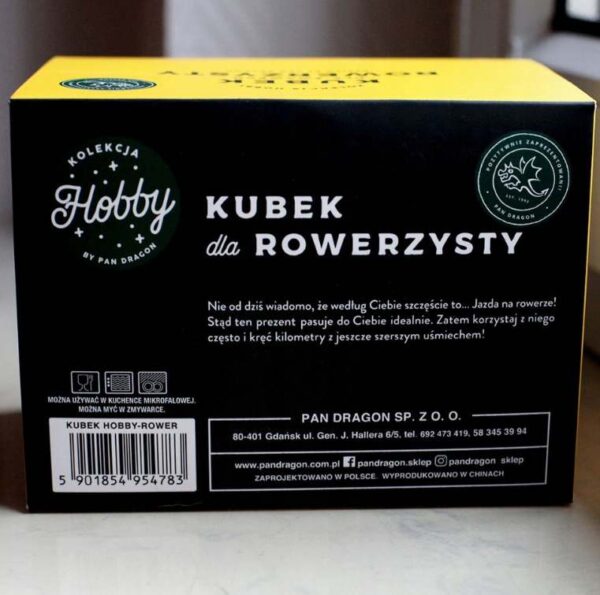 KUBEK
ROWERZYSTY
KOLEKCJA
Hobby
BY PAN DRAGON
POZYTYWNIE ZAPREZENTOWANI!
EST. 1992
PAN DRAGON
KUBEK
dla ROWERZYSTY
Nie od dziś wiadomo, że według Ciebie szczęście to... Jazda na rowerze!
Stąd ten prezent pasuje do Ciebie idealnie. Zatem korzystaj z niego
często i kręć kilometry z jeszcze szerszym uśmiechem!
MOŻNA UŻYWAĆ W KUCHENCE MIKROFALOWEJ.
MOŻNA MYĆ W ZMYWARCE.
KUBEK HOBBY-ROWER
5 901854 954783
PAN DRAGON SP. Z O. O.
80-401 Gdańsk ul. Gen. J. Hallera 6/5, tel. 692 473 419, 58 345 39 94
www.pandragon.com.pl pandragon.sklep pandragon_sklep
ZAPROJEKTOWANO W POLSCE. WYPRODUKOWANO W CHINACH